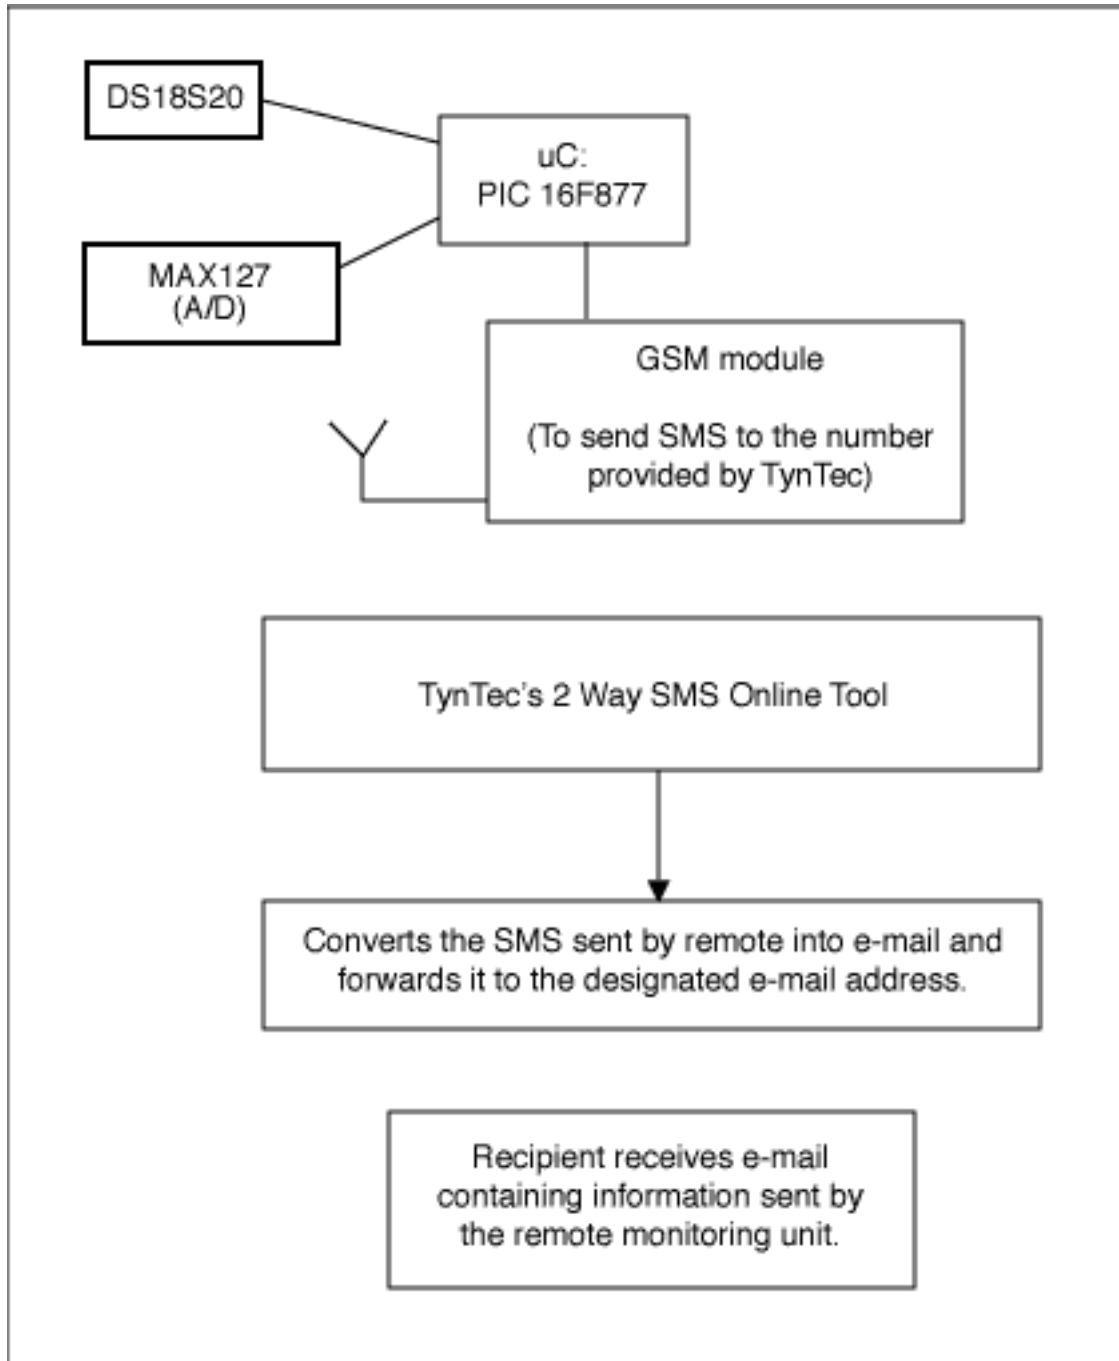 DS18S20
uC:
PIC 16F877
MAX127
(A/D)
GSM module
(To send SMS to the number
provided by TynTec)
TynTec's 2 Way SMS Online Tool
Converts the SMS sent by remote into e-mail and
forwards it to the designated e-mail address.
Recipient receives e-mail
containing information sent by
the remote monitoring unit.